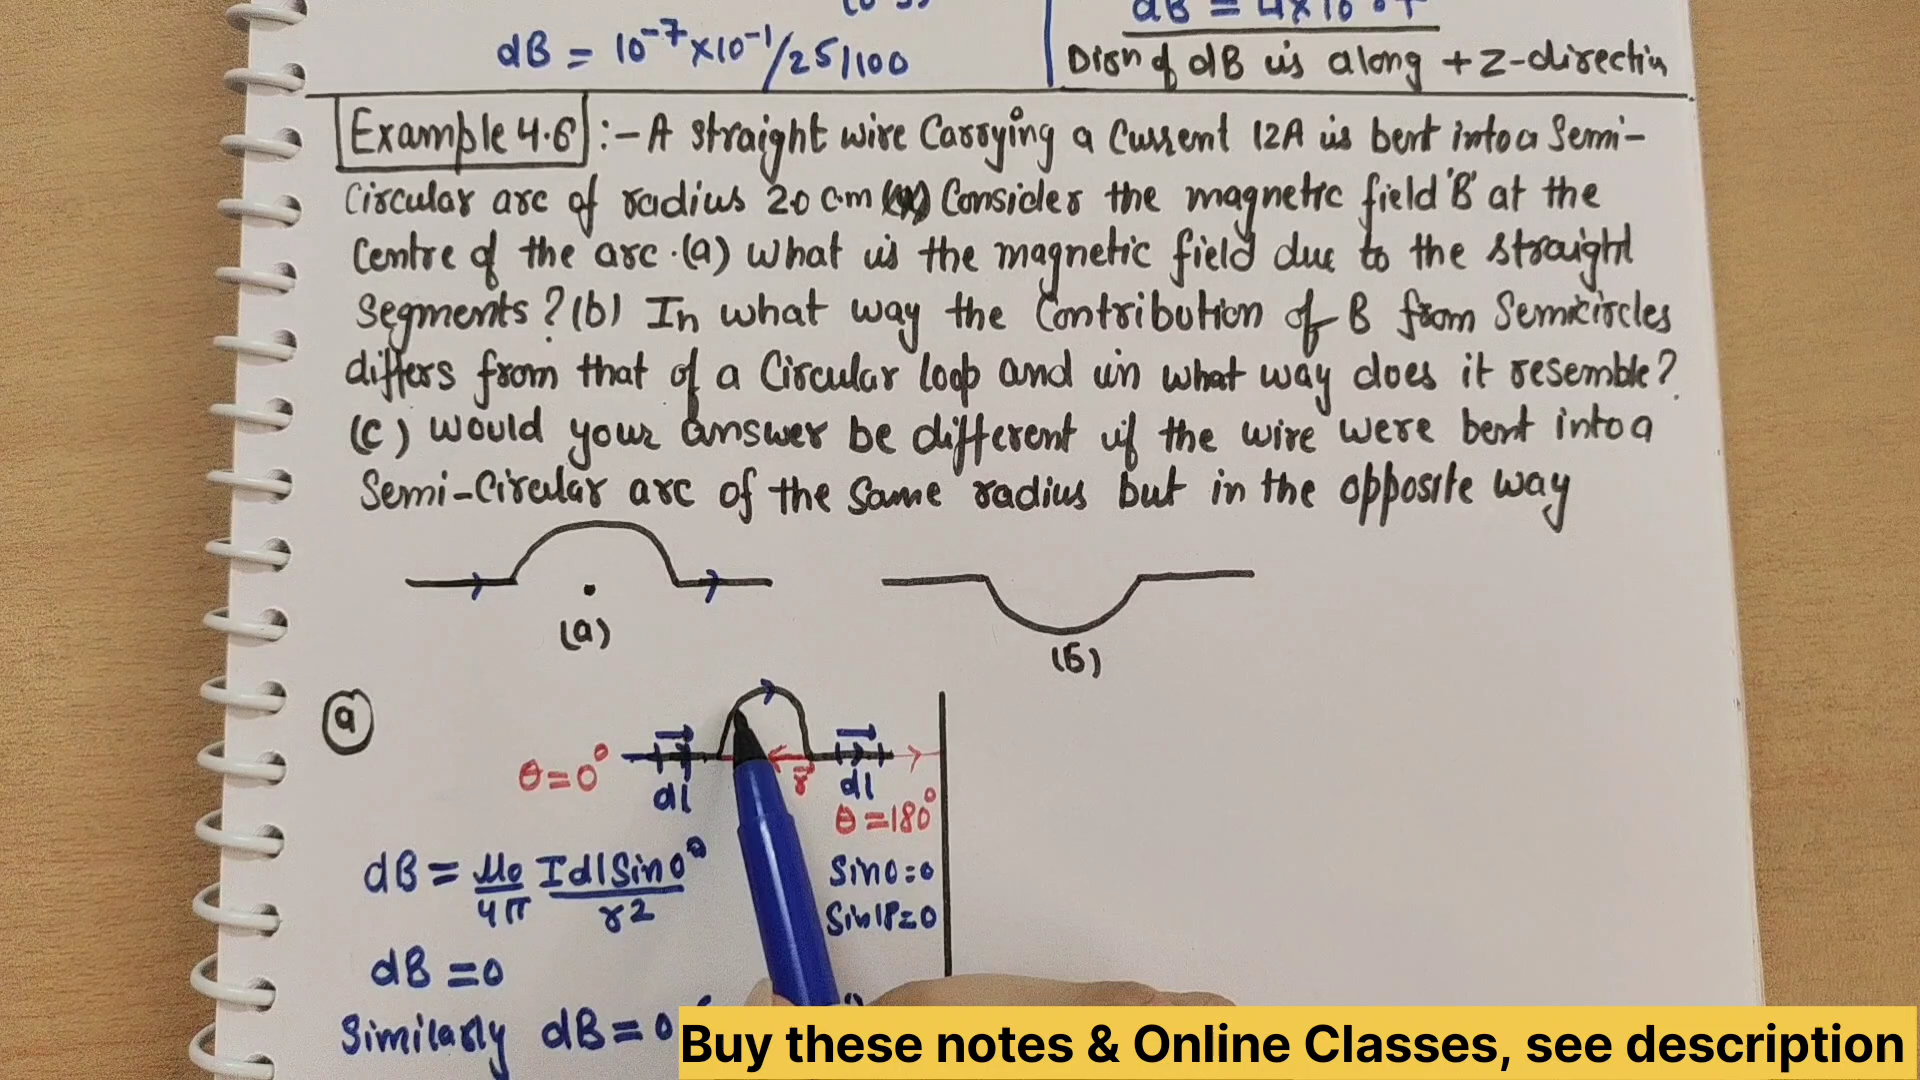 dB = 10⁻⁷×10⁻¹/25/100
Dirn of dB is along +z-directin
Example 4.6 :- A straight wire Carrying a Current 12A is bent into a Semi-
Circular arc of radius 2.0 cm Consider the magnetic field 'B' at the
Centre of the arc. (a) What is the magnetic field due to the straight
Segments? (b) In what way the Contribution of B from Semicircles
differs from that of a Circular loop and in what way does it resemble?
(C) Would your answer be different if the wire were bent into a
Semi-Circular arc of the Same radius but in the opposite way
(a)
(b)
a
θ=0° dl r dl
θ=180°
dB = μ₀/4π Idl Sin0°/r2
Sin0=0
dB =0
Similarly dB=0
Buy these notes & Online Classes, see description